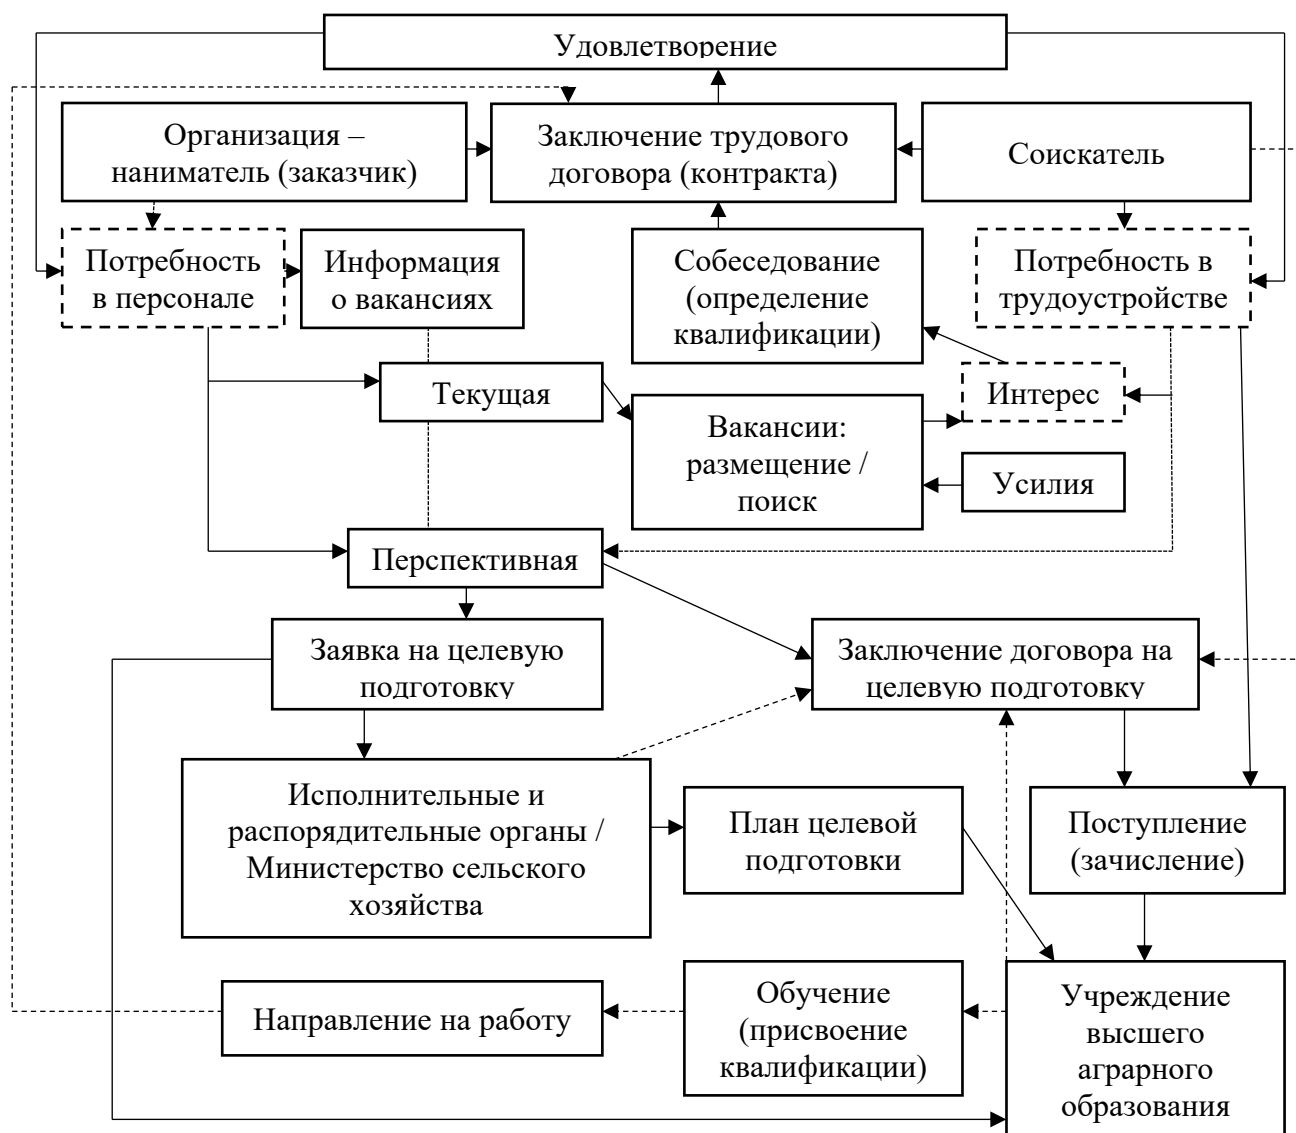 Удовлетворение
Организация –
наниматель (заказчик)
Заключение трудового
договора (контракта)
Соискатель
Потребность
в персонале
Информация
о вакансиях
Собеседование
(определение
квалификации)
Потребность в
трудоустройстве
Текущая
Интерес
Вакансии:
размещение /
поиск
Усилия
Перспективная
Заявка на целевую
подготовку
Заключение договора на
целевую подготовку
Исполнительные и
распорядительные органы /
Министерство сельского
хозяйства
План целевой
подготовки
Поступление
(зачисление)
Направление на работу
Обучение
(присвоение
квалификации)
Учреждение
высшего
аграрного
образования